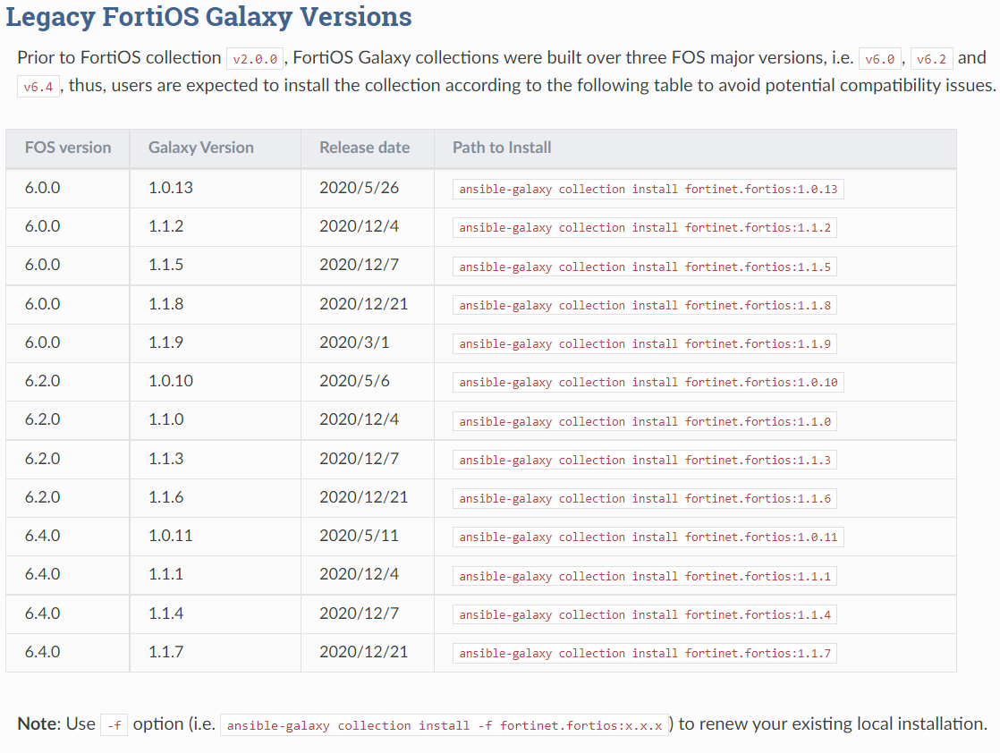 Legacy FortiOS Galaxy Versions
Prior to FortiOS collection v2.0.0, FortiOS Galaxy collections were built over three FOS major versions, i.e. v6.0, v6.2 and
v6.4, thus, users are expected to install the collection according to the following table to avoid potential compatibility issues.
FOS version Galaxy Version Release date Path to Install
6.0.0 1.0.13 2020/5/26 ansible-galaxy collection install fortinet.fortios:1.0.13
6.0.0 1.1.2 2020/12/4 ansible-galaxy collection install fortinet.fortios:1.1.2
6.0.0 1.1.5 2020/12/7 ansible-galaxy collection install fortinet.fortios:1.1.5
6.0.0 1.1.8 2020/12/21 ansible-galaxy collection install fortinet.fortios:1.1.8
6.0.0 1.1.9 2020/3/1 ansible-galaxy collection install fortinet.fortios:1.1.9
6.2.0 1.0.10 2020/5/6 ansible-galaxy collection install fortinet.fortios:1.0.10
6.2.0 1.1.0 2020/12/4 ansible-galaxy collection install fortinet.fortios:1.1.0
6.2.0 1.1.3 2020/12/7 ansible-galaxy collection install fortinet.fortios:1.1.3
6.2.0 1.1.6 2020/12/21 ansible-galaxy collection install fortinet.fortios:1.1.6
6.4.0 1.0.11 2020/5/11 ansible-galaxy collection install fortinet.fortios:1.0.11
6.4.0 1.1.1 2020/12/4 ansible-galaxy collection install fortinet.fortios:1.1.1
6.4.0 1.1.4 2020/12/7 ansible-galaxy collection install fortinet.fortios:1.1.4
6.4.0 1.1.7 2020/12/21 ansible-galaxy collection install fortinet.fortios:1.1.7
Note: Use -f option (i.e. ansible-galaxy collection install -f fortinet.fortios:x.x.x) to renew your existing local installation.